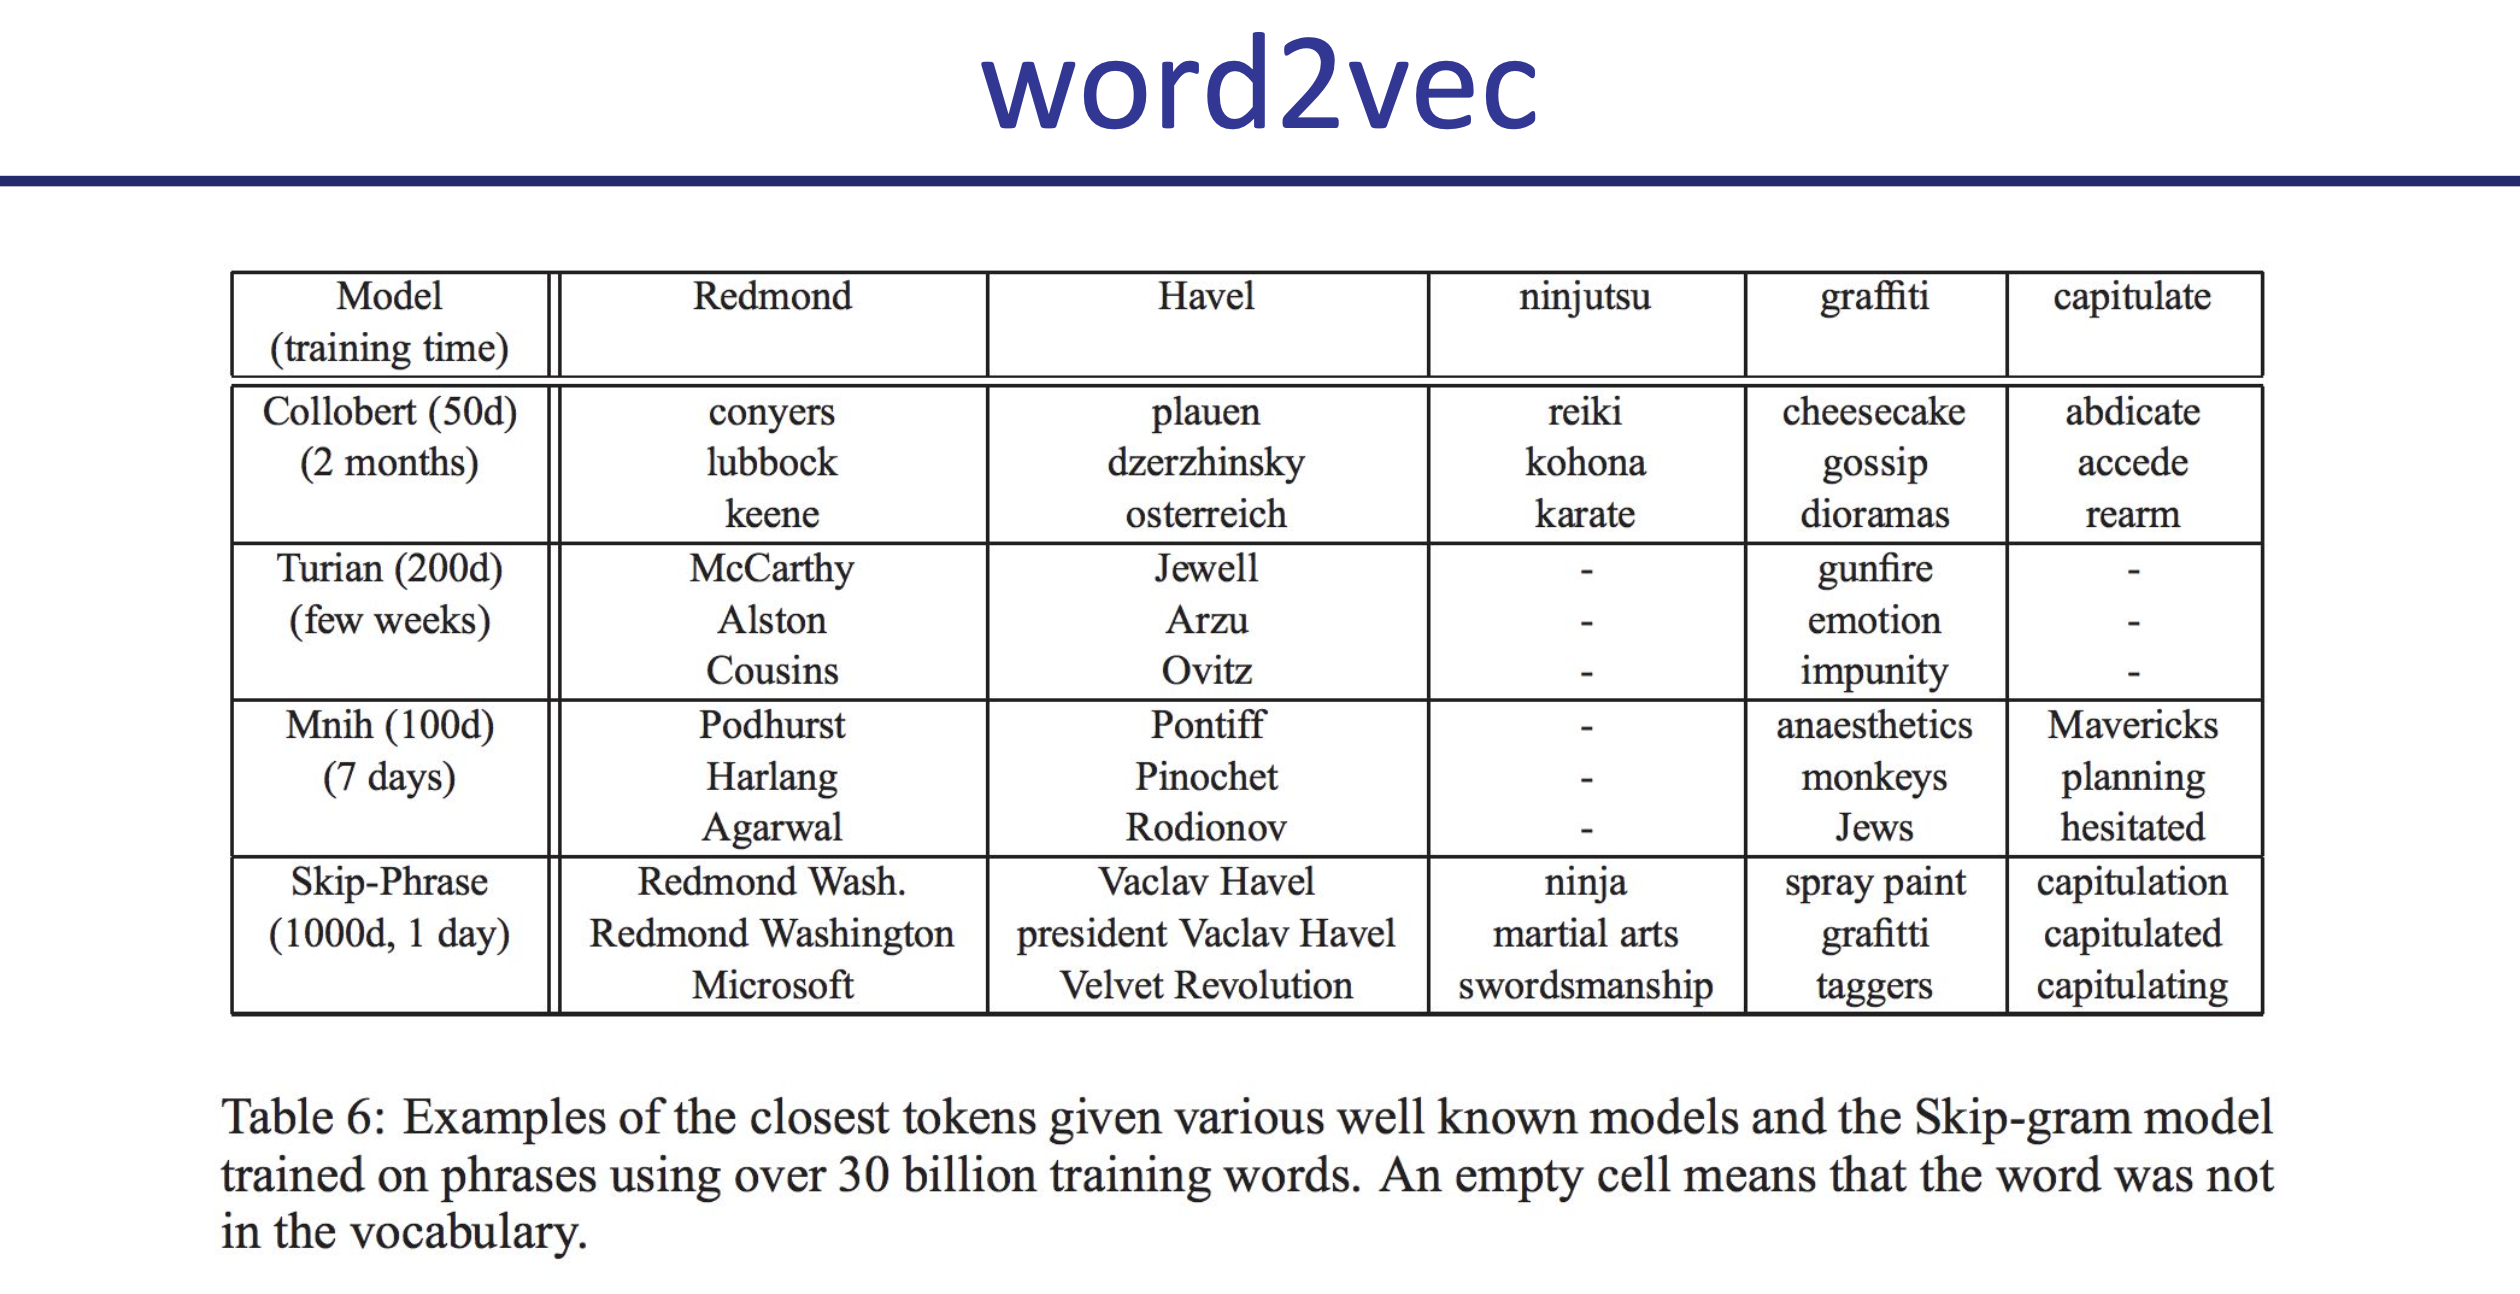 word2vec
Model Redmond Havel ninjutsu graffiti capitulate
(training time)
Collobert (50d) conyers plauen reiki cheesecake abdicate
(2 months) lubbock dzerzhinsky kohona gossip accede
keene osterreich karate dioramas rearm
Turian (200d) McCarthy Jewell - gunfire -
(few weeks) Alston Arzu - emotion -
Cousins Ovitz - impunity -
Mnih (100d) Podhurst Pontiff - anaesthetics Mavericks
(7 days) Harlang Pinochet - monkeys planning
Agarwal Rodionov - Jews hesitated
Skip-Phrase Redmond Wash. Vaclav Havel ninja spray paint capitulation
(1000d, 1 day) Redmond Washington president Vaclav Havel martial arts grafitti capitulated
Microsoft Velvet Revolution swordsmanship taggers capitulating
Table 6: Examples of the closest tokens given various well known models and the Skip-gram model
trained on phrases using over 30 billion training words. An empty cell means that the word was not
in the vocabulary.